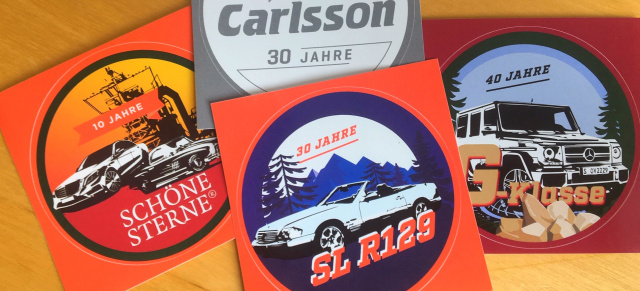 10 JAHRE
SCHÖNE
STERNE®
Carlsson
30 JAHRE
30 JAHRE
SL R129
40 JAHRE
G-Klasse